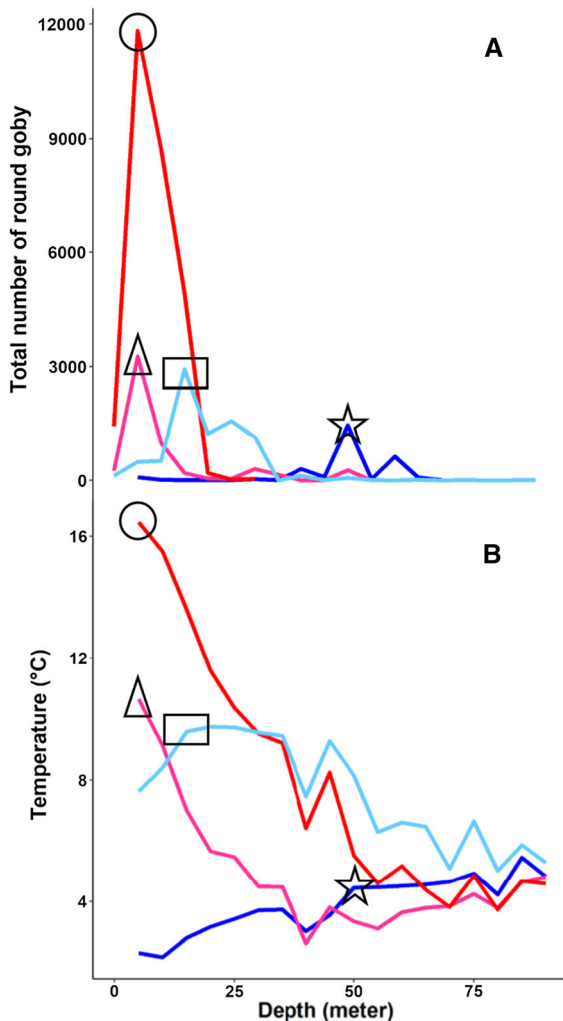 A
Total number of round goby
12000
9000
6000
3000
0
B
Temperature (°C)
16
12
8
4
0
25
50
75
Depth (meter)